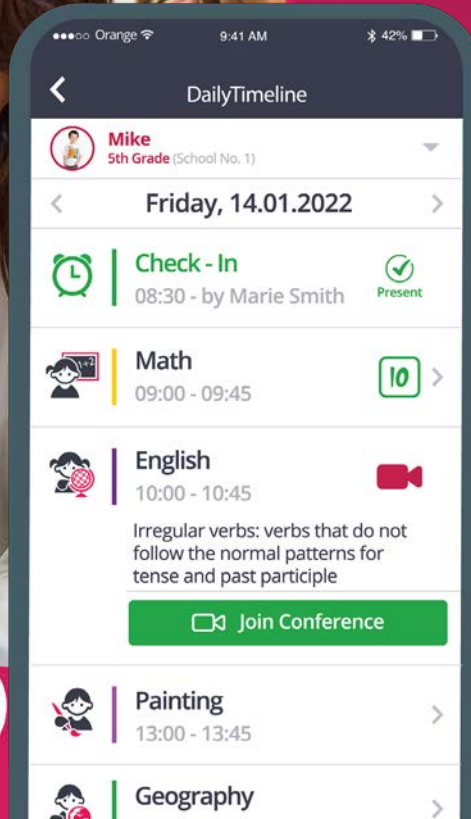 Orange 9:41 AM 42%
DailyTimeline
Mike
5th Grade (School No. 1)
Friday, 14.01.2022
Check - In
08:30 - by Marie Smith
Present
Math
09:00 - 09:45
10
English
10:00 - 10:45
Irregular verbs: verbs that do not
follow the normal patterns for
tense and past participle
Join Conference
Painting
13:00 - 13:45
Geography